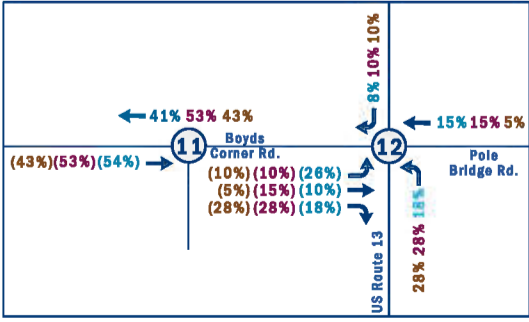 8% 10% 10%
41% 53% 43%
15% 15% 5%
11
12
Boyds
Corner Rd.
Pole
Bridge Rd.
(43%)(53%)(54%)
(10%)(10%)(26%)
(5%)(15%)(10%)
(28%)(28%)(18%)
28% 28% 18%
US Route 13